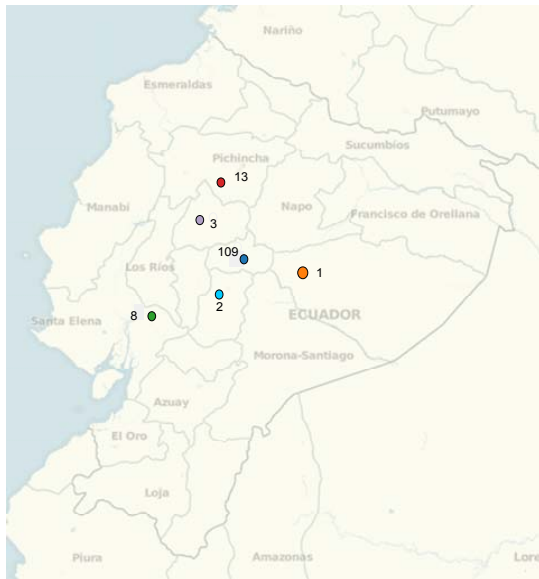 Nariño
Esmeraldas
Putumayo
Sucumbíos
Pichincha
13
Manabí
3
Napo
Francisco de Orellana
109
Los Ríos
1
2
8
Santa Elena
ECUADOR
Morona-Santiago
Azuay
El Oro
Loja
Piura
Amazonas
Lore